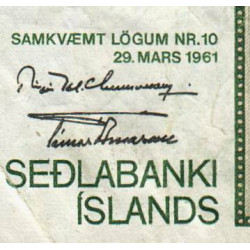 SAMKVÆMT LÖGUM NR.10
29. MARS 1961
SEÐLABANKI
ÍSLANDS